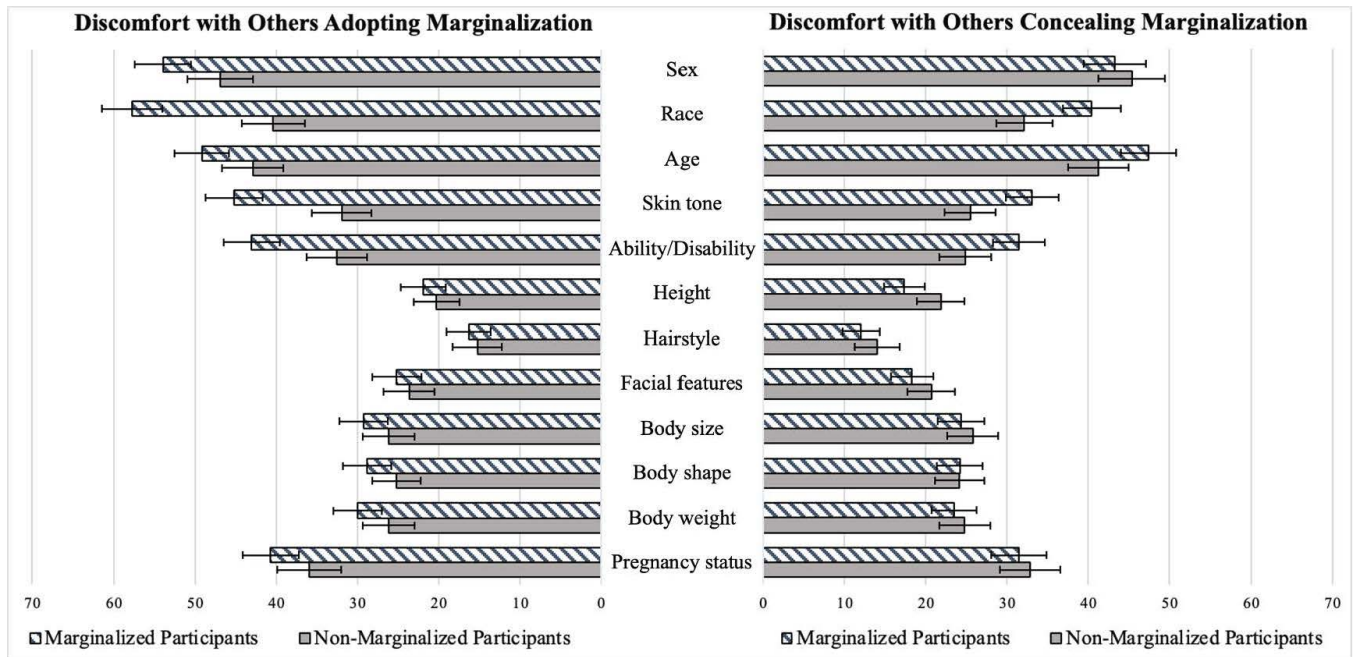 Discomfort with Others Adopting Marginalization
Discomfort with Others Concealing Marginalization
Sex
Race
Age
Skin tone
Ability/Disability
Height
Hairstyle
Facial features
Body size
Body shape
Body weight
Pregnancy status
70 60 50 40 30 20 10 0
0 10 20 30 40 50 60 70
Marginalized Participants Non-Marginalized Participants
Marginalized Participants Non-Marginalized Participants